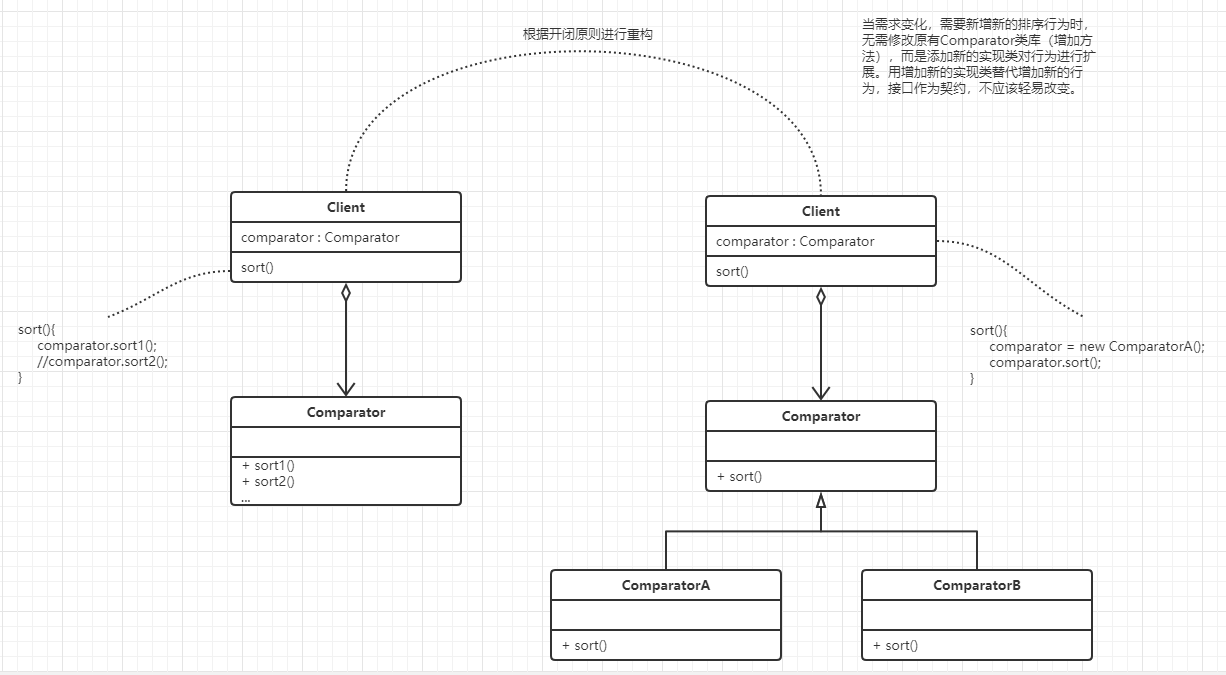 根据开闭原则进行重构
当需求变化，需要新增新的排序行为时，
无需修改原有Comparator类库（增加方
法），而是添加新的实现类对行为进行扩
展。用增加新的实现类替代增加新的行
为，接口作为契约，不应该轻易改变。
Client
comparator : Comparator
sort()
sort(){
comparator.sort1();
//comparator.sort2();
}
Comparator
+ sort1()
+ sort2()
...
Client
comparator : Comparator
sort()
sort(){
comparator = new ComparatorA();
comparator.sort();
}
Comparator
+ sort()
ComparatorA
+ sort()
ComparatorB
+ sort()